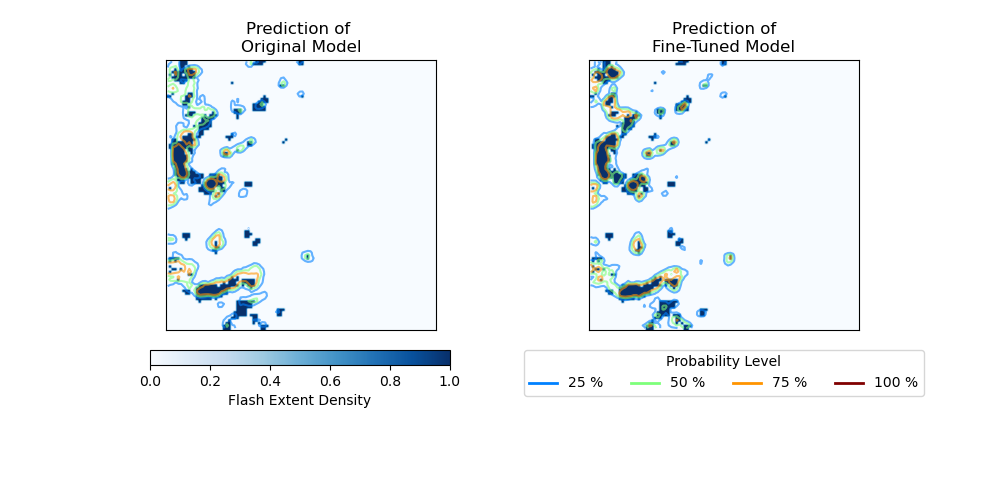 Prediction of
Original Model
Prediction of
Fine-Tuned Model
0.0 0.2 0.4 0.6 0.8 1.0
Flash Extent Density
Probability Level
25 % 50 % 75 % 100 %